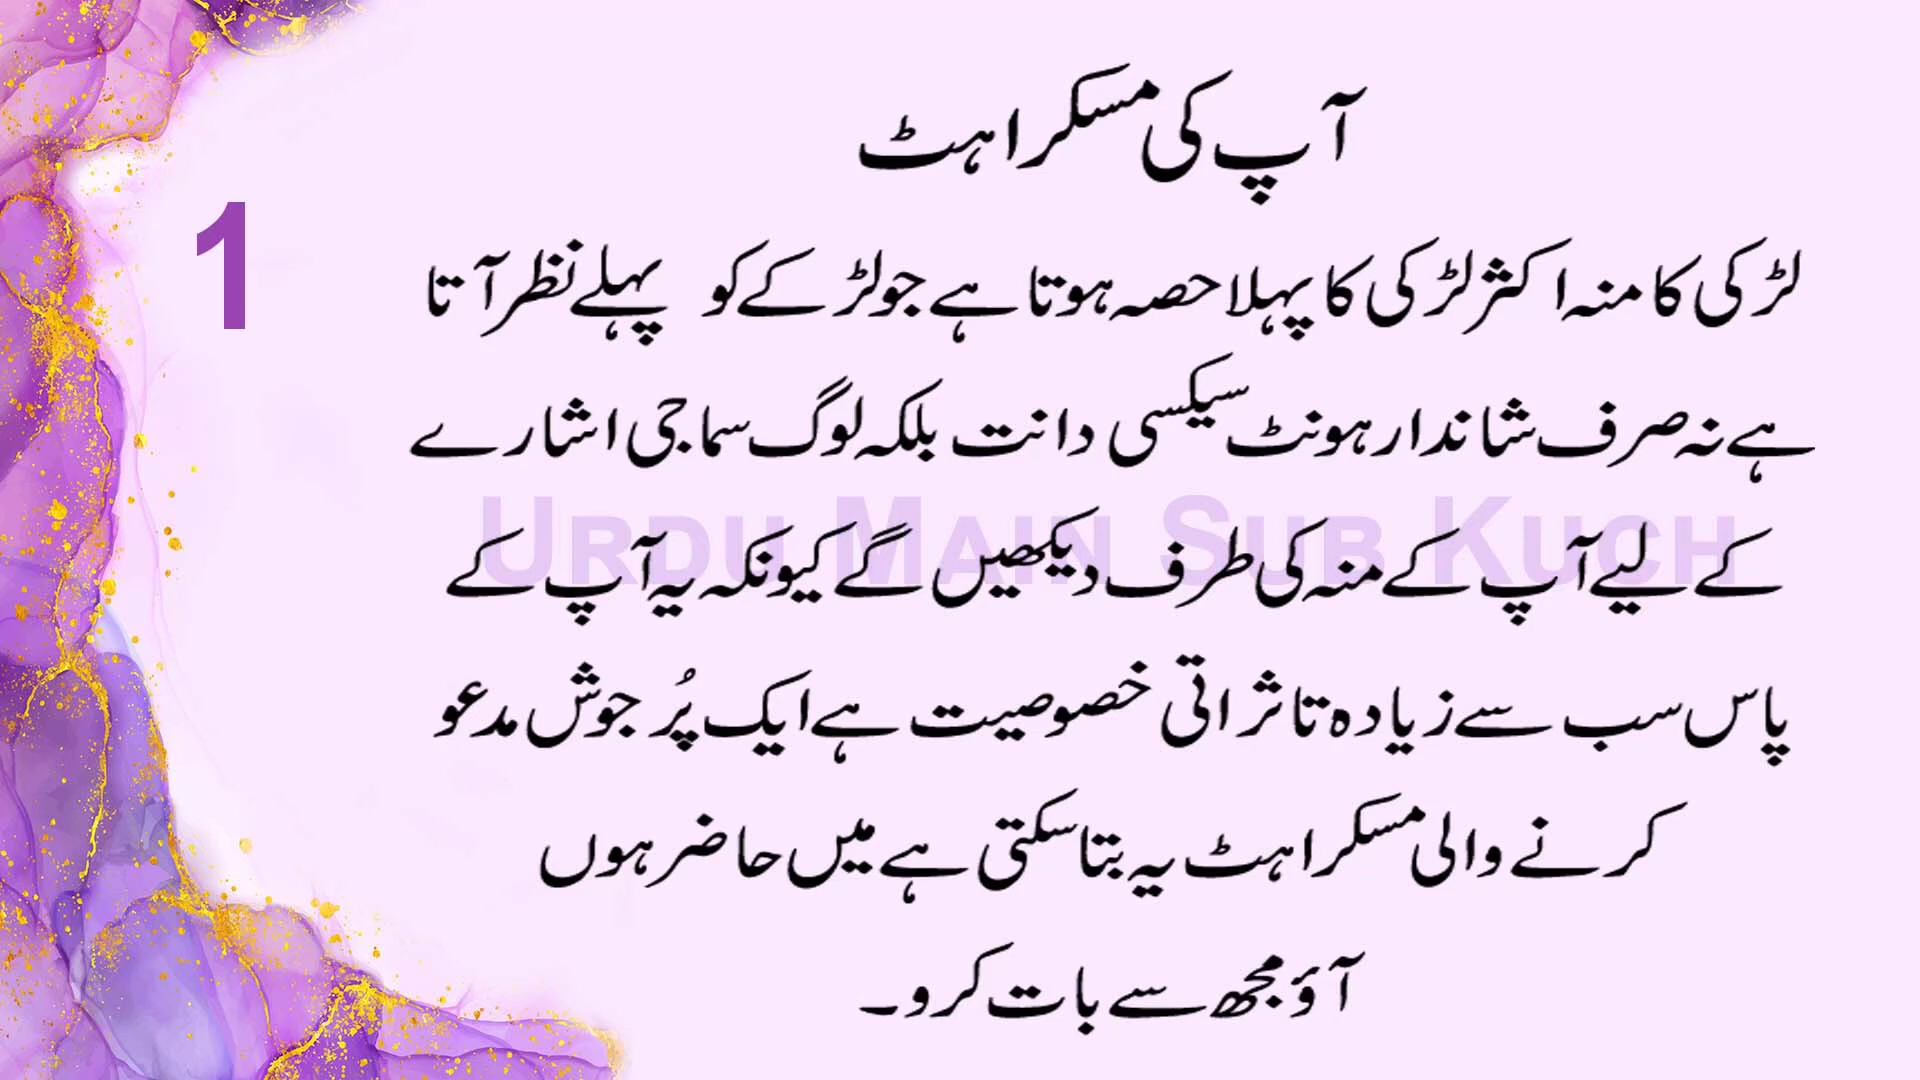 آپ کی مسکراہٹ
1
لڑکی کا منہ اکثر لڑکی کا پہلا حصہ ہوتا ہے جو لڑکے کو پہلے نظر آتا
ہے نہ صرف شاندار ہونٹ سیکسی دانت بلکہ لوگ سماجی اشارے
Urdu Main Sub Kuch
کے لیے آپ کے منہ کی طرف دیکھیں گے کیونکہ یہ آپ کے
پاس سب سے زیادہ تاثراتی خصوصیت ہے ایک پُر جوش مدعو
کرنے والی مسکراہٹ یہ بتا سکتی ہے میں حاضر ہوں
آؤ مجھ سے بات کرو۔